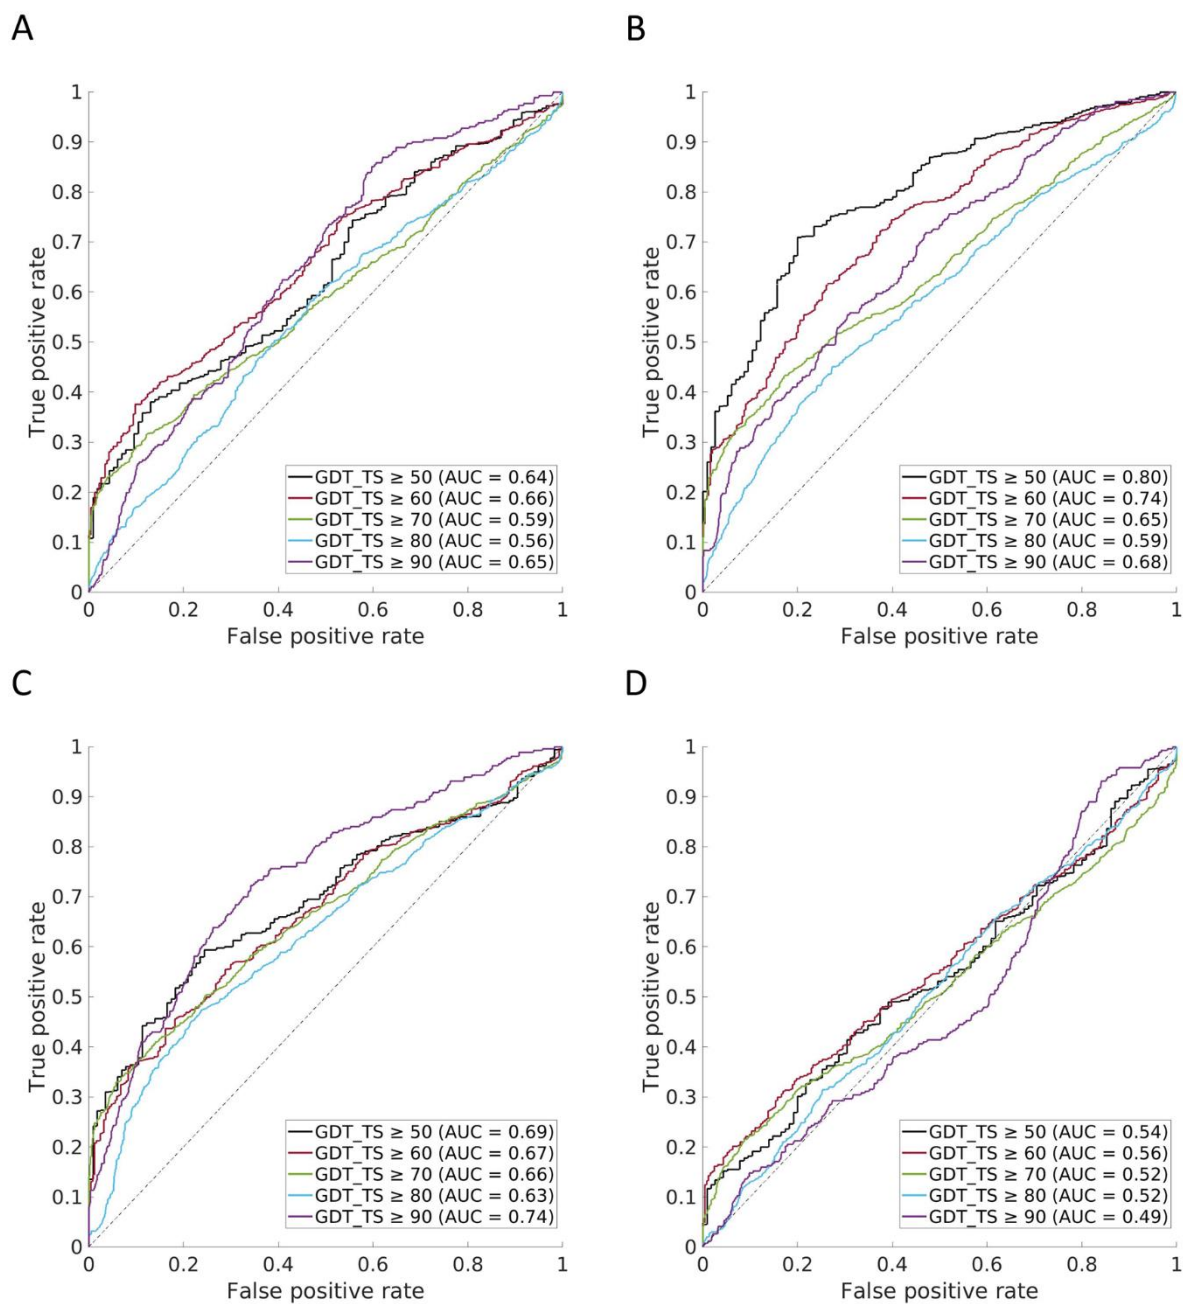 A
B
1
0.9
0.8
0.7
0.6
0.5
0.4
0.3
0.2
0.1
0
True positive rate
GDT_TS ≥ 50 (AUC = 0.64)
GDT_TS ≥ 60 (AUC = 0.66)
GDT_TS ≥ 70 (AUC = 0.59)
GDT_TS ≥ 80 (AUC = 0.56)
GDT_TS ≥ 90 (AUC = 0.65)
0 0.2 0.4 0.6 0.8 1
False positive rate
1
0.9
0.8
0.7
0.6
0.5
0.4
0.3
0.2
0.1
0
True positive rate
GDT_TS ≥ 50 (AUC = 0.80)
GDT_TS ≥ 60 (AUC = 0.74)
GDT_TS ≥ 70 (AUC = 0.65)
GDT_TS ≥ 80 (AUC = 0.59)
GDT_TS ≥ 90 (AUC = 0.68)
0 0.2 0.4 0.6 0.8 1
False positive rate
C
D
1
0.9
0.8
0.7
0.6
0.5
0.4
0.3
0.2
0.1
0
True positive rate
GDT_TS ≥ 50 (AUC = 0.69)
GDT_TS ≥ 60 (AUC = 0.67)
GDT_TS ≥ 70 (AUC = 0.66)
GDT_TS ≥ 80 (AUC = 0.63)
GDT_TS ≥ 90 (AUC = 0.74)
0 0.2 0.4 0.6 0.8 1
False positive rate
1
0.9
0.8
0.7
0.6
0.5
0.4
0.3
0.2
0.1
0
True positive rate
GDT_TS ≥ 50 (AUC = 0.54)
GDT_TS ≥ 60 (AUC = 0.56)
GDT_TS ≥ 70 (AUC = 0.52)
GDT_TS ≥ 80 (AUC = 0.52)
GDT_TS ≥ 90 (AUC = 0.49)
0 0.2 0.4 0.6 0.8 1
False positive rate